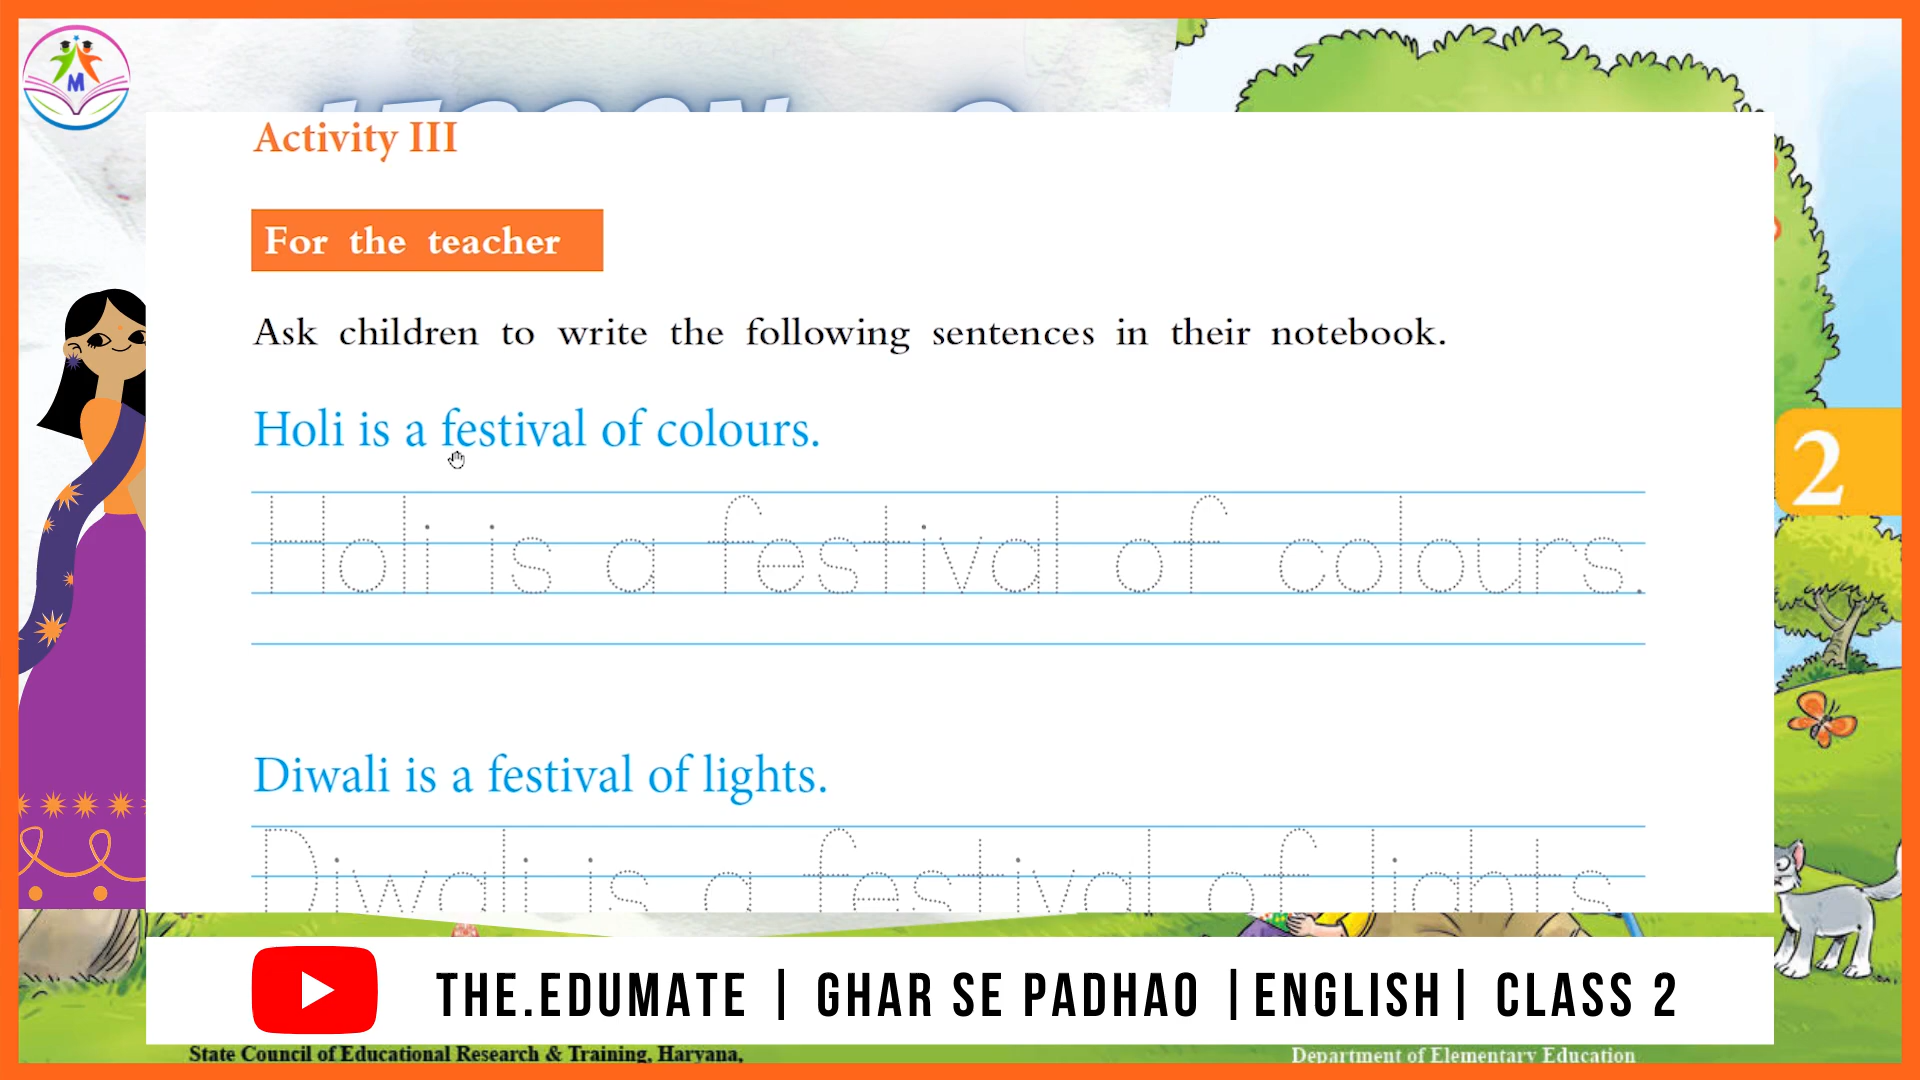 M
Activity III
For the teacher
Ask children to write the following sentences in their notebook.
Holi is a festival of colours.
Holi is a festival of colours.
2
Diwali is a festival of lights.
Diwali is a festival of lights
THE.EDUMATE | GHAR SE PADHAO |ENGLISH| CLASS 2
State Council of Educational Research & Training, Haryana,
Department of Elementary Education